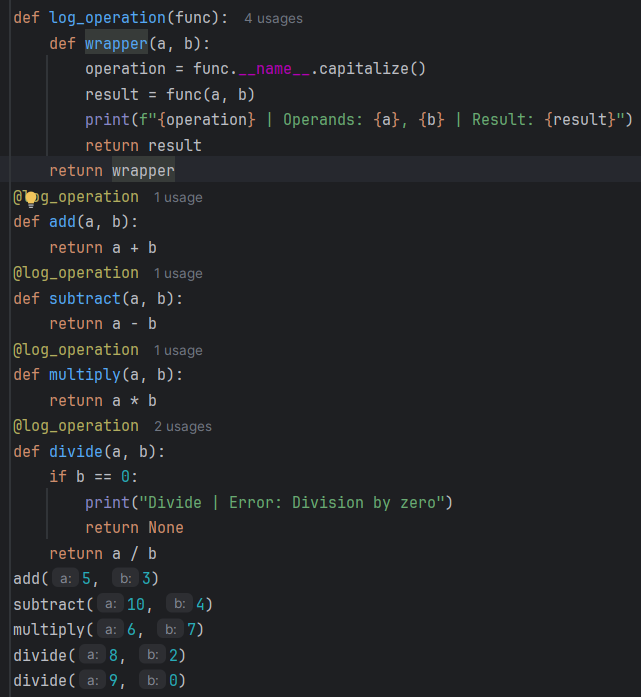 def log_operation(func): 4 usages
    def wrapper(a, b):
        operation = func.__name__.capitalize()
        result = func(a, b)
        print(f"{operation} | Operands: {a}, {b} | Result: {result}")
        return result
    return wrapper
@log_operation 1 usage
def add(a, b):
    return a + b
@log_operation 1 usage
def subtract(a, b):
    return a - b
@log_operation 1 usage
def multiply(a, b):
    return a * b
@log_operation 2 usages
def divide(a, b):
    if b == 0:
        print("Divide | Error: Division by zero")
        return None
    return a / b
add( a: 5, b: 3)
subtract( a: 10, b: 4)
multiply( a: 6, b: 7)
divide( a: 8, b: 2)
divide( a: 9, b: 0)